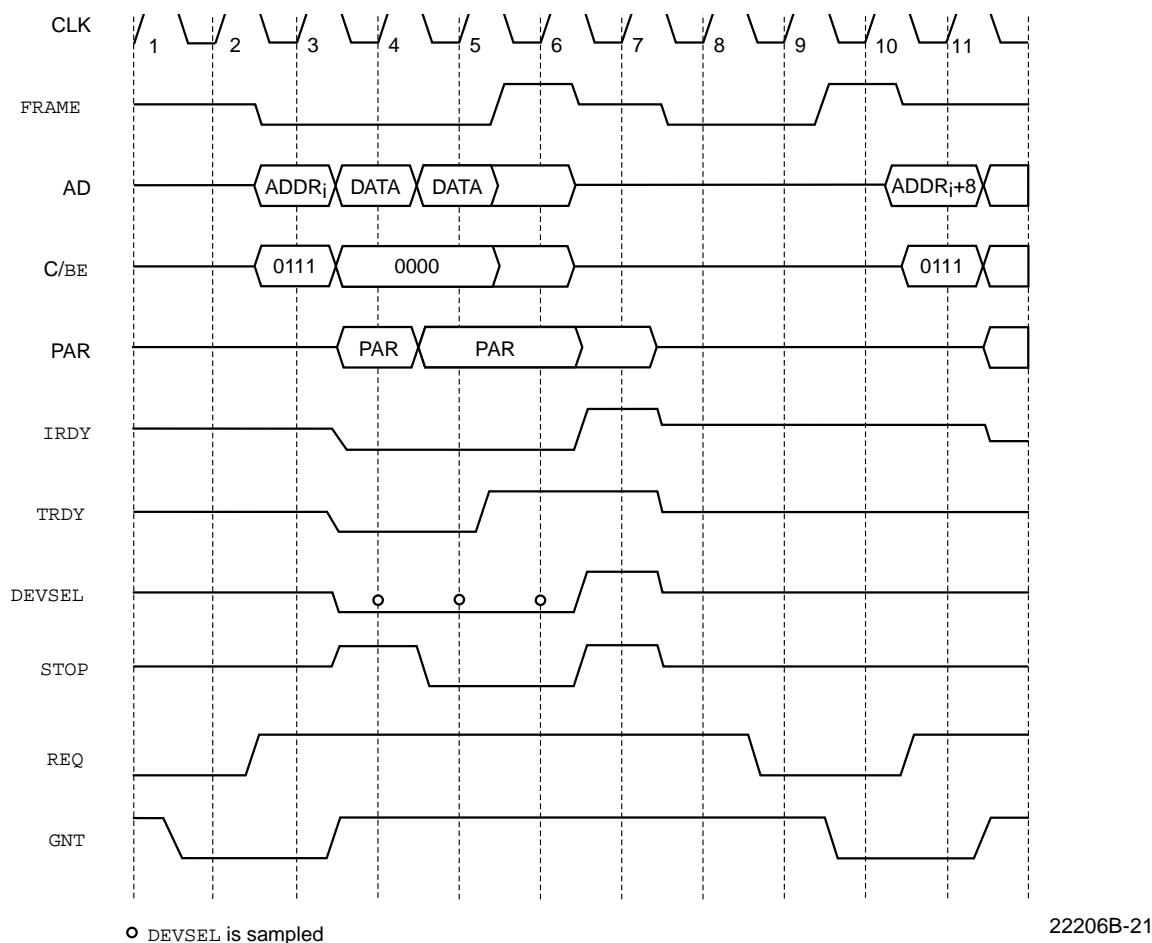 CLK
1 2 3 4 5 6 7 8 9 10 11
FRAME
AD ADDRi DATA DATA ADDRi+8
C/BE 0111 0000 0111
PAR PAR PAR
IRDY
TRDY
DEVSEL
STOP
REQ
GNT
DEVSEL is sampled
22206B-21